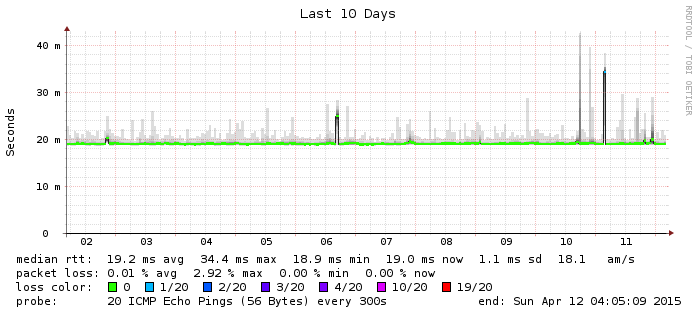 Last 10 Days
RRDTOOL / TOBI OETIKER
Seconds
40 m
30 m
20 m
10 m
0
02 03 04 05 06 07 08 09 10 11
median rtt: 19.2 ms avg 34.4 ms max 18.9 ms min 19.0 ms now 1.1 ms sd 18.1 am/s
packet loss: 0.01 % avg 2.92 % max 0.00 % min 0.00 % now
loss color: 0 1/20 2/20 3/20 4/20 10/20 19/20
probe: 20 ICMP Echo Pings (56 Bytes) every 300s end: Sun Apr 12 04:05:09 2015